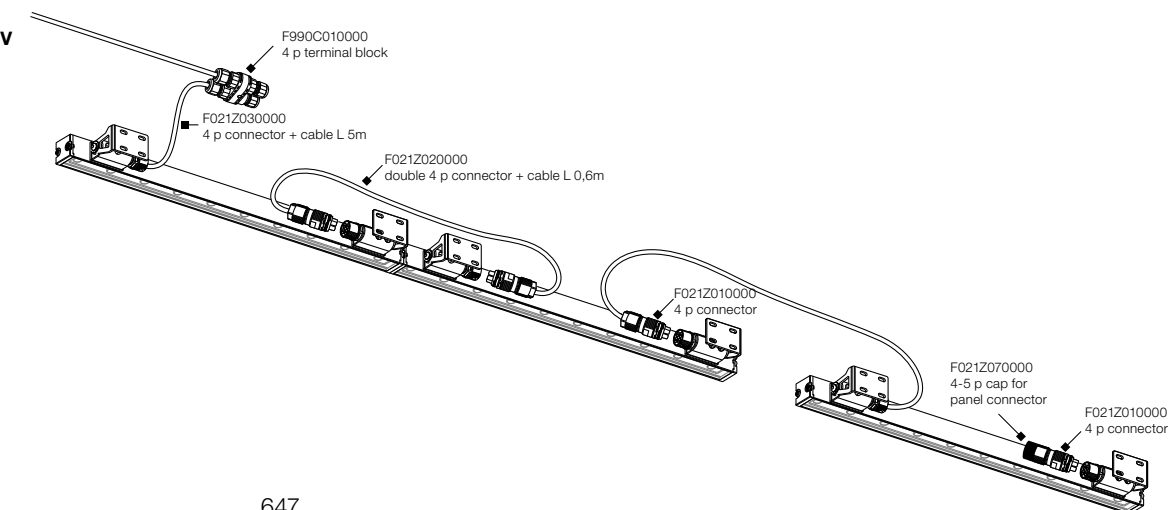 v
F990C010000
4 p terminal block
F021Z030000
4 p connector + cable L 5m
F021Z020000
double 4 p connector + cable L 0,6m
F021Z010000
4 p connector
F021Z070000
4-5 p cap for
panel connector
F021Z010000
4 p connector
647